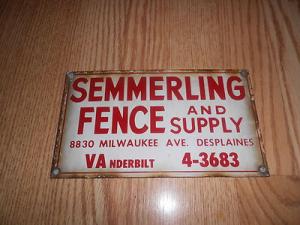 SEMMERLING
FENCE AND SUPPLY
8830 MILWAUKEE AVE. DESPLAINES
VANDERBILT 4-3683